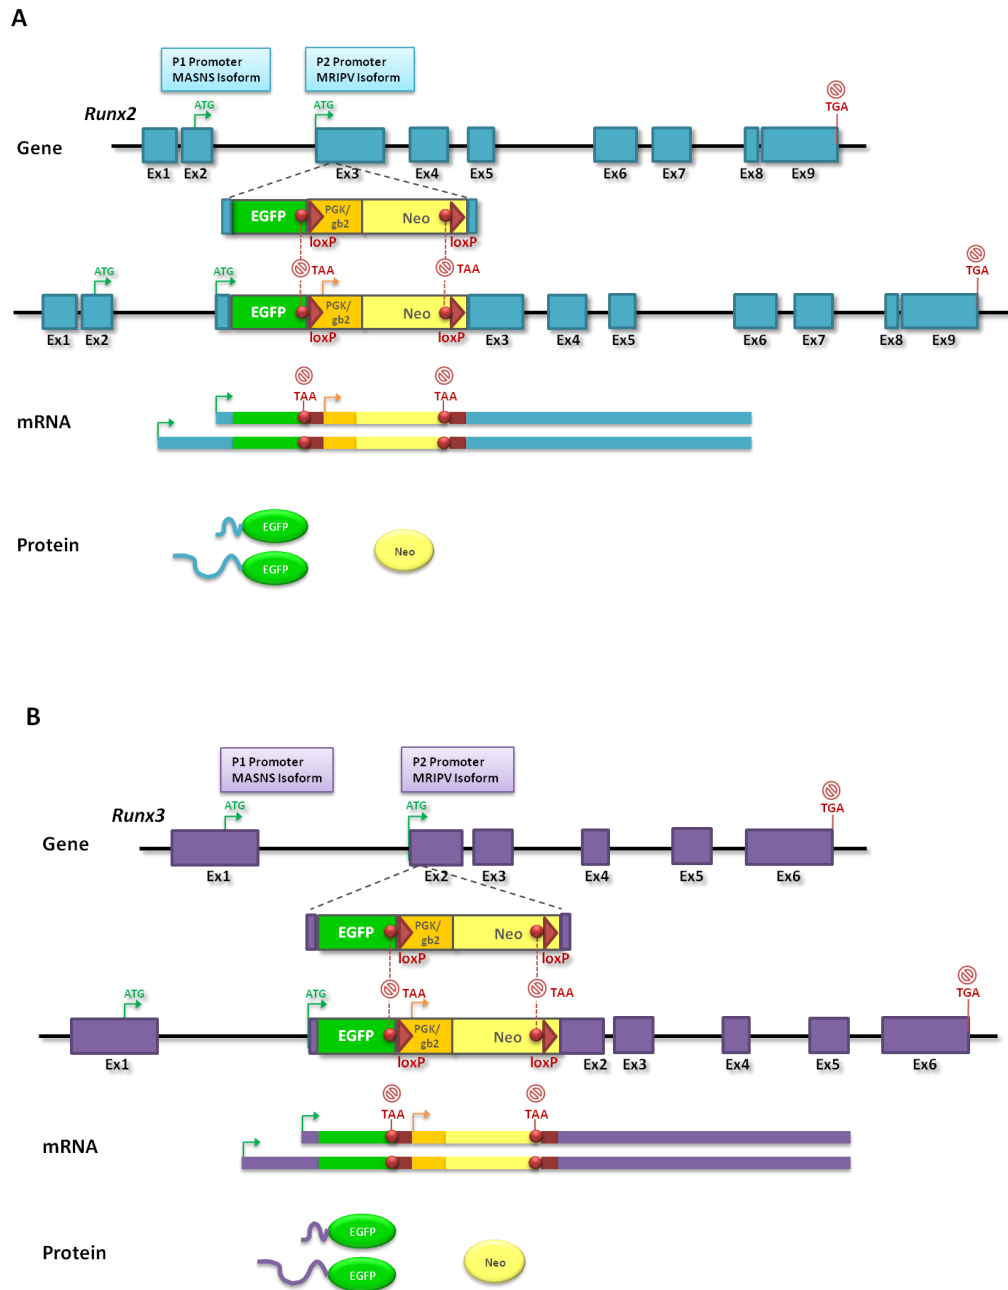 A
P1 Promoter
MASNS Isoform
P2 Promoter
MRIPV Isoform
Runx2
ATG
ATG
TGA
Gene
Ex1
Ex2
Ex3
Ex4
Ex5
Ex6
Ex7
Ex8
Ex9
EGFP
PGK/
gb2
Neo
loxP
loxP
TAA
TAA
ATG
ATG
TGA
EGFP
PGK/
gb2
Neo
Ex1
Ex2
loxP
loxP
Ex3
Ex4
Ex5
Ex6
Ex7
Ex8
Ex9
TAA
TAA
mRNA
Protein
EGFP
EGFP
Neo
B
P1 Promoter
MASNS Isoform
P2 Promoter
MRIPV Isoform
Runx3
ATG
ATG
TGA
Gene
Ex1
Ex2
Ex3
Ex4
Ex5
Ex6
EGFP
PGK/
gb2
Neo
loxP
loxP
TAA
TAA
ATG
ATG
TGA
EGFP
PGK/
gb2
Neo
Ex1
loxP
loxP
Ex2
Ex3
Ex4
Ex5
Ex6
TAA
TAA
mRNA
Protein
EGFP
EGFP
Neo